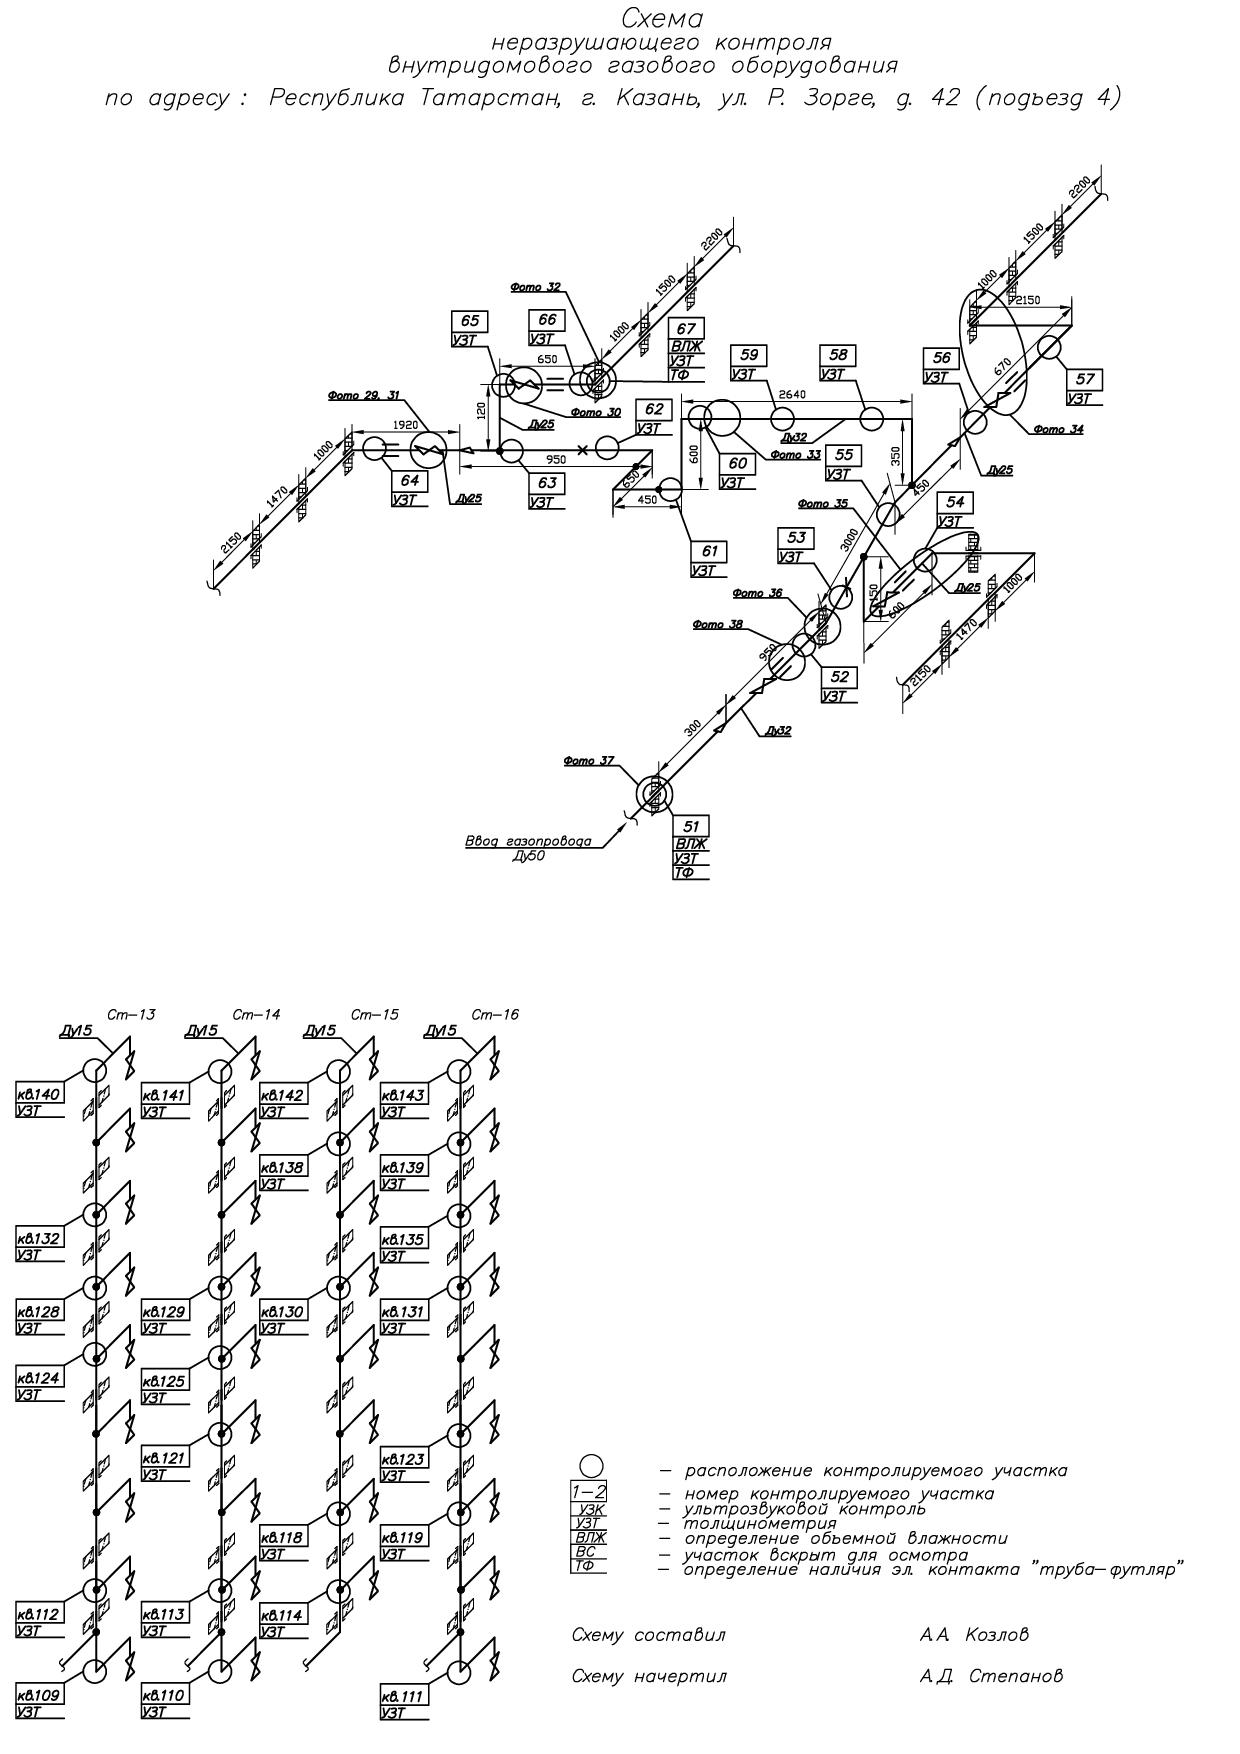 Схема
неразрушающего контроля
внутридомового газового оборудования
по адресу : Республика Татарстан, г. Казань, ул. Р. Зорге, д. 42 (подъезд 4)
2200
1500
1000
2150
670
56
УЗТ
57
УЗТ
Фото 34
Ду25
2200
1500
1000
Фото 32
65
УЗТ
66
УЗТ
67
ВЛЖ
УЗТ
ТФ
650
120
Ду25
Фото 30
59
УЗТ
58
УЗТ
2640
Ду32
600
350
Фото 33
60
УЗТ
Фото 29, 31
1920
1000
1470
2150
64
УЗТ
Ду25
62
УЗТ
63
УЗТ
950
650
450
61
УЗТ
55
УЗТ
450
54
УЗТ
Фото 35
3000
53
УЗТ
450
600
Ду25
1000
1470
2150
Фото 36
Фото 38
950
52
УЗТ
300
Ду32
Фото 37
51
ВЛЖ
УЗТ
ТФ
Ввод газопровода
Ду50
Ст-13
Ст-14
Ст-15
Ст-16
Ду15
Ду15
Ду15
Ду15
кв.140
УЗТ
кв.141
УЗТ
кв.142
УЗТ
кв.143
УЗТ
кв.138
УЗТ
кв.139
УЗТ
кв.132
УЗТ
кв.135
УЗТ
кв.128
УЗТ
кв.129
УЗТ
кв.130
УЗТ
кв.131
УЗТ
кв.124
УЗТ
кв.125
УЗТ
кв.121
УЗТ
кв.123
УЗТ
кв.118
УЗТ
кв.119
УЗТ
кв.112
УЗТ
кв.113
УЗТ
кв.114
УЗТ
кв.109
УЗТ
кв.110
УЗТ
кв.111
УЗТ
– расположение контролируемого участка
1-2 – номер контролируемого участка
УЗК – ультрозвуковой контроль
УЗТ – толщинометрия
ВЛЖ – определение объемной влажности
ВС – участок вскрыт для осмотра
ТФ – определение наличия эл. контакта "труба-футляр"
Схему составил А.А. Козлов
Схему начертил А.Д. Степанов